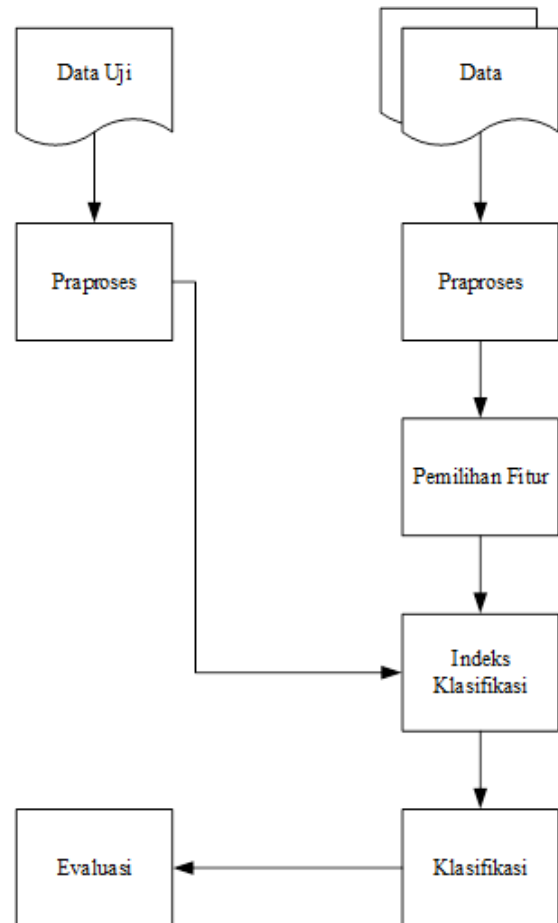 Data Uji
Data
Praproses
Praproses
Pemilihan Fitur
Indeks
Klasifikasi
Evaluasi
Klasifikasi